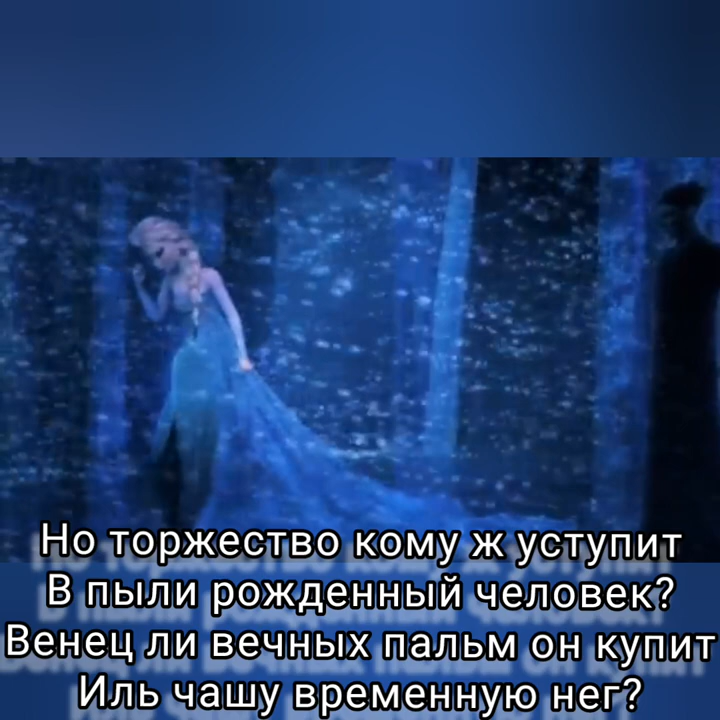 Но торжество кому ж уступит
В пыли рожденный человек?
Венец ли вечных пальм он купит
Иль чашу временную нег?